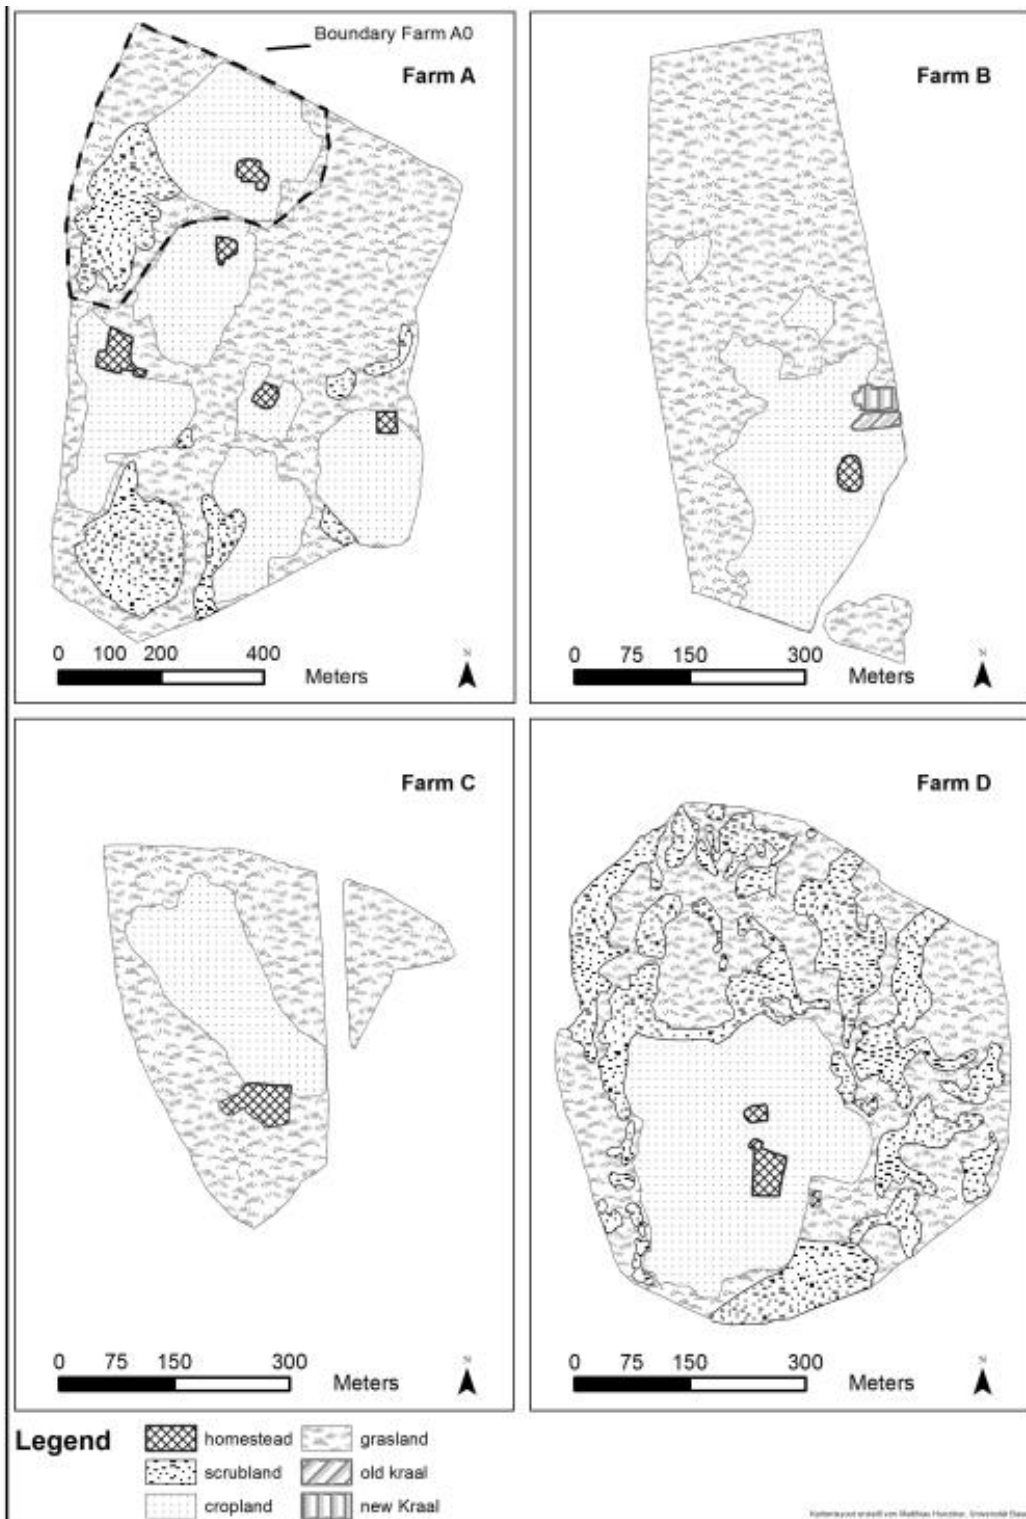 Boundary Farm A0
Farm A
0 100 200 400
Meters
N
Farm B
0 75 150 300
Meters
N
Farm C
0 75 150 300
Meters
N
Farm D
0 75 150 300
Meters
N
Legend
homestead
grasland
scrubland
old kraal
cropland
new Kraal